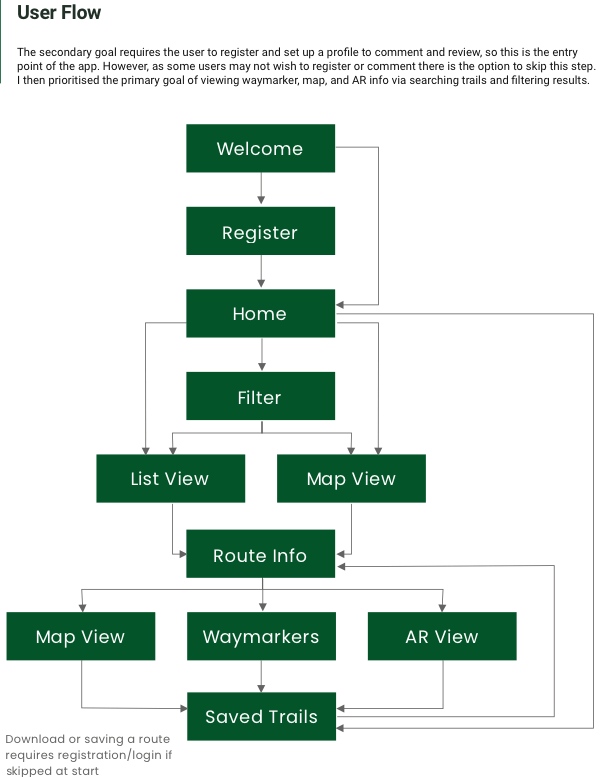 User Flow
The secondary goal requires the user to register and set up a profile to comment and review, so this is the entry
point of the app. However, as some users may not wish to register or comment there is the option to skip this step.
I then prioritised the primary goal of viewing waymarker, map, and AR info via searching trails and filtering results.
Welcome
Register
Home
Filter
List View
Map View
Route Info
Map View
Waymarkers
AR View
Saved Trails
Download or saving a route
requires registration/login if
skipped at start